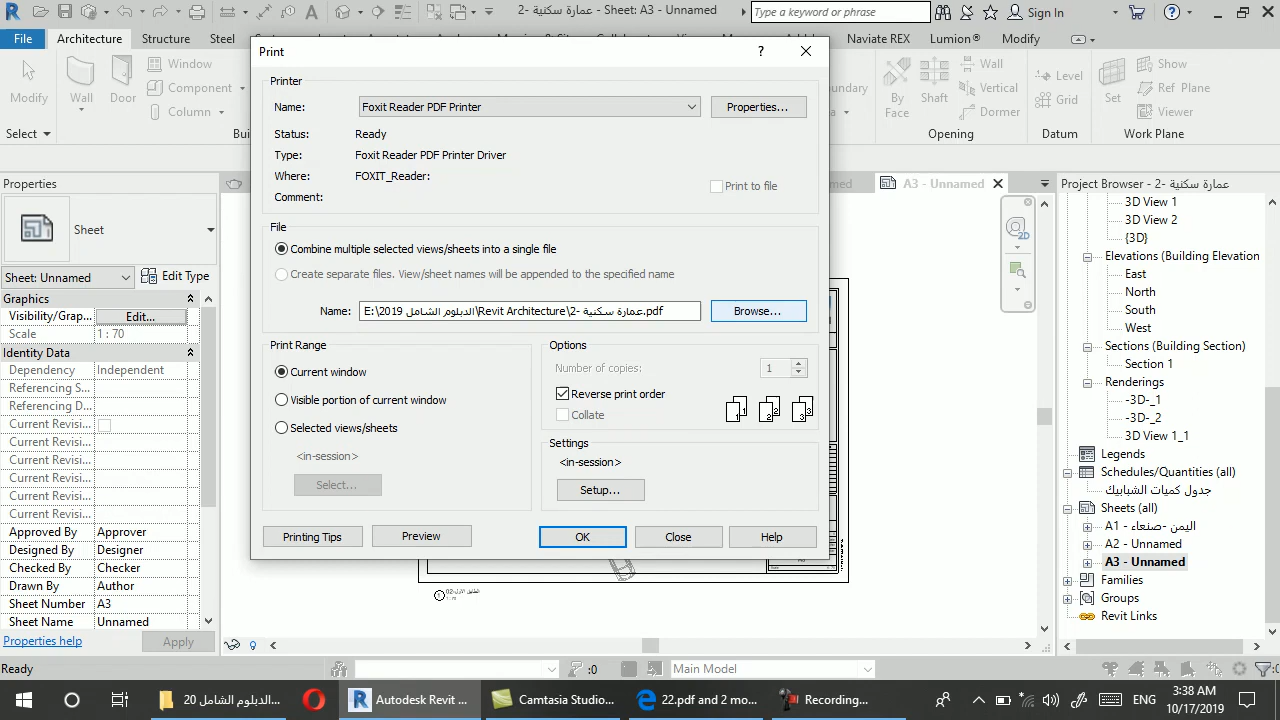 2- عمارة سكنية - Sheet: A3 - Unnamed
Type a keyword or phrase
Sign In
File
Architecture
Structure
Steel
Naviate REX
Lumion®
Modify
Modify
Wall
Door
Window
Component
Column
By
Face
Shaft
Wall
Vertical
Dormer
Level
Grid
Set
Show
Ref Plane
Viewer
Select
Opening
Datum
Work Plane
Properties
Sheet
Sheet: Unnamed
Edit Type
Graphics
Visibility/Grap...
Edit...
Scale
1 : 70
Identity Data
Dependency
Independent
Referencing S...
Referencing D...
Current Revisi...
Current Revisi...
Current Revisi...
Current Revisi...
Current Revisi...
Current Revisi...
Approved By
Approver
Designed By
Designer
Checked By
Checker
Drawn By
Author
Sheet Number
A3
Sheet Name
Unnamed
Properties help
Apply
Print
?
Printer
Name:
Foxit Reader PDF Printer
Properties...
Status:
Ready
Type:
Foxit Reader PDF Printer Driver
Where:
FOXIT_Reader:
Comment:
Print to file
File
Combine multiple selected views/sheets into a single file
Create separate files. View/sheet names will be appended to the specified name
Name:
E:\2019 الدبلوم الشامل\Revit Architecture\2- عمارة سكنية.pdf
Browse...
Print Range
Current window
Visible portion of current window
Selected views/sheets
<in-session>
Select...
Options
Number of copies:
1
Reverse print order
Collate
Settings
<in-session>
Setup...
Printing Tips
Preview
OK
Close
Help
A3 - Unnamed
2D
Project Browser - 2- عمارة سكنية
3D View 1
3D View 2
{3D}
Elevations (Building Elevation
East
North
South
West
Sections (Building Section)
Section 1
Renderings
-3D-_1
-3D-_2
3D View 1_1
Legends
Schedules/Quantities (all)
جدول كميات الشبابيك
Sheets (all)
A1 - اليمن -صنعاء
A2 - Unnamed
A3 - Unnamed
Families
Groups
Revit Links
Ready
:0
Main Model
:0
20 الدبلوم الشامل...
Autodesk Revit ...
Camtasia Studio...
22.pdf and 2 mo...
Recording...
ENG
3:38 AM
10/17/2019